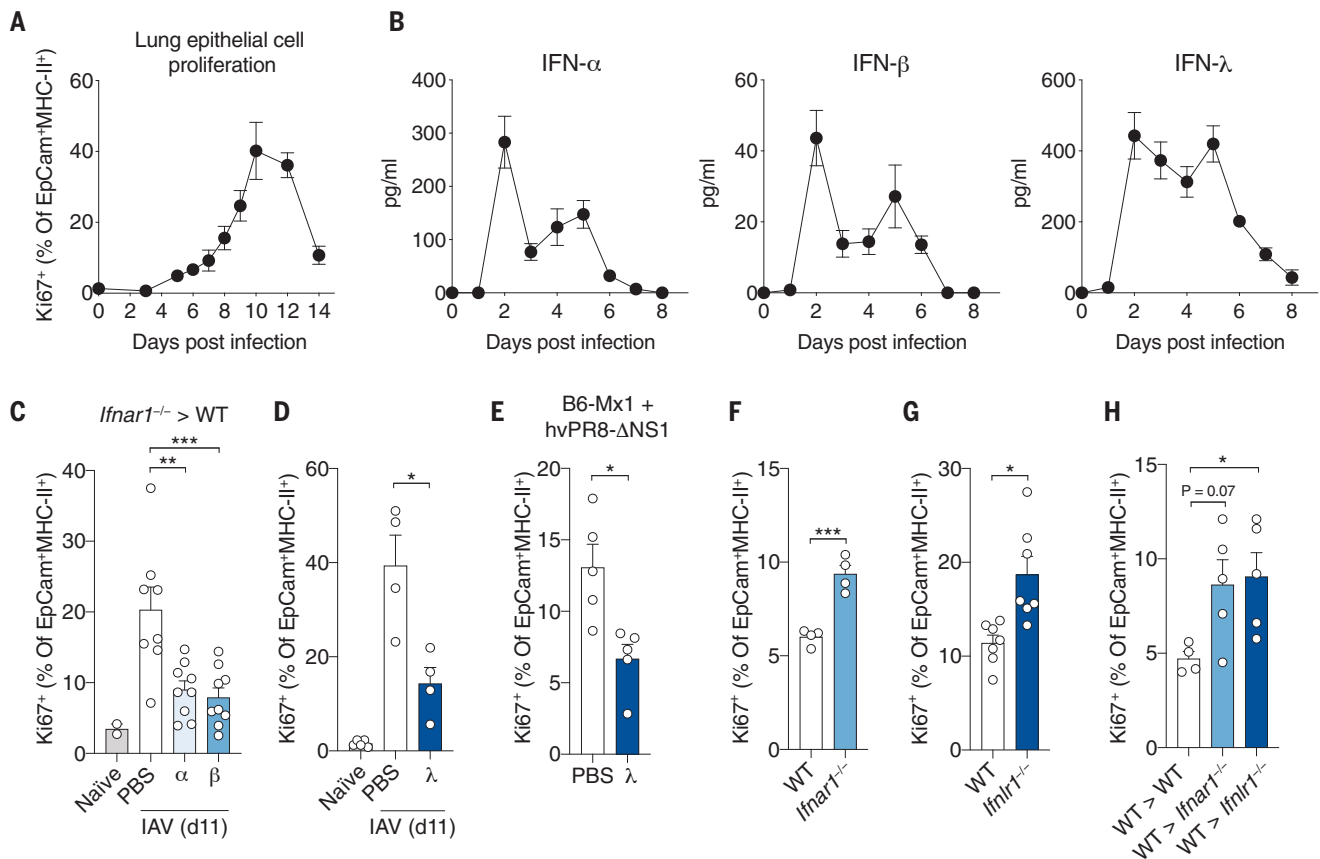 A
Lung epithelial cell
proliferation
Ki67⁺ (% Of EpCam⁺MHC-II⁺)
60
40
20
0
0 2 4 6 8 10 12 14
Days post infection
B
IFN-α
pg/ml
400
300
200
100
0
0 2 4 6 8
Days post infection
IFN-β
pg/ml
60
40
20
0
0 2 4 6 8
Days post infection
IFN-λ
pg/ml
600
400
200
0
0 2 4 6 8
Days post infection
C
Ifnar1⁻/⁻ > WT
Ki67⁺ (% Of EpCam⁺MHC-II⁺)
40
30
20
10
0
***
**
Naïve PBS α β
IAV (d11)
D
Ki67⁺ (% Of EpCam⁺MHC-II⁺)
60
40
20
0
*
Naïve PBS λ
IAV (d11)
E
B6-Mx1 +
hvPR8-ΔNS1
Ki67⁺ (% Of EpCam⁺MHC-II⁺)
20
15
10
5
0
*
PBS λ
F
Ki67⁺ (% Of EpCam⁺MHC-II⁺)
15
10
5
0
***
WT Ifnar1⁻/⁻
G
Ki67⁺ (% Of EpCam⁺MHC-II⁺)
30
20
10
0
*
WT Ifnlr1⁻/⁻
H
Ki67⁺ (% Of EpCam⁺MHC-II⁺)
15
10
5
0
*
P = 0.07
WT > WT
WT > Ifnar1⁻/⁻
WT > Ifnlr1⁻/⁻